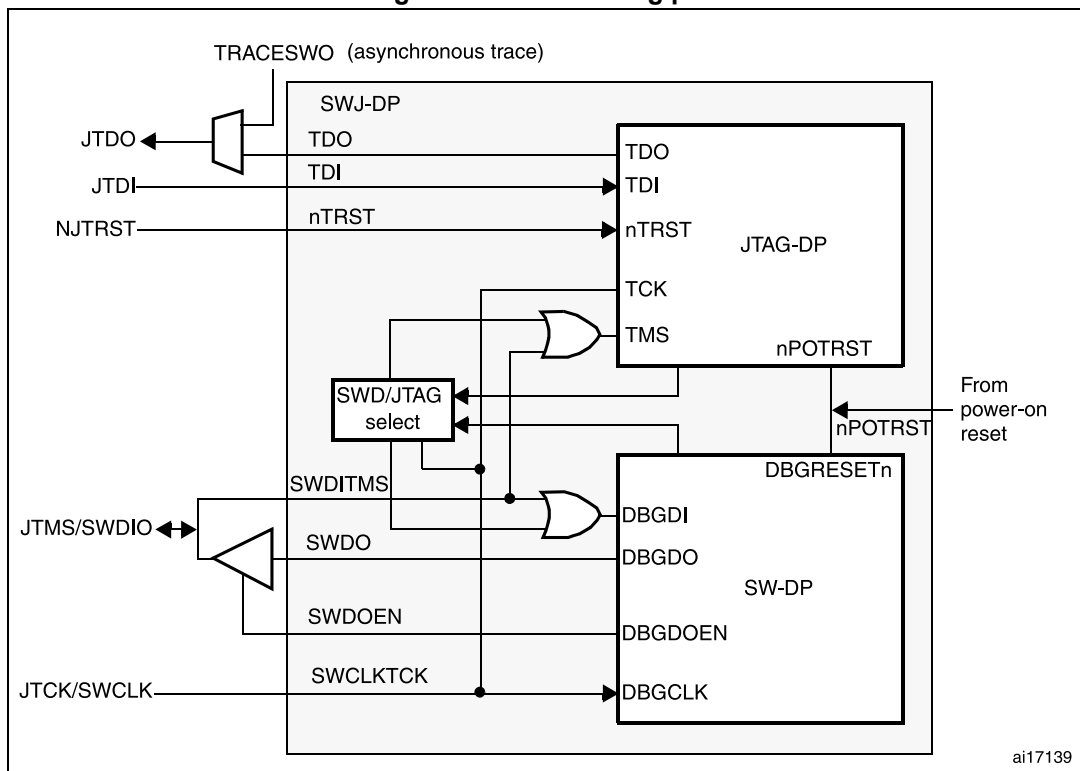 TRACESWO (asynchronous trace)
SWJ-DP
JTDO
TDO
TDO
JTDI
TDI
TDI
NJTRST
nTRST
nTRST
JTAG-DP
TCK
TMS
nPOTRST
SWD/JTAG
select
From
power-on
reset
nPOTRST
DBGRESETn
SWDITMS
JTMS/SWDIO
DBGDI
SWDO
DBGDO
SW-DP
SWDOEN
DBGDOEN
JTCK/SWCLK
SWCLKTCK
DBGCLK
ai17139